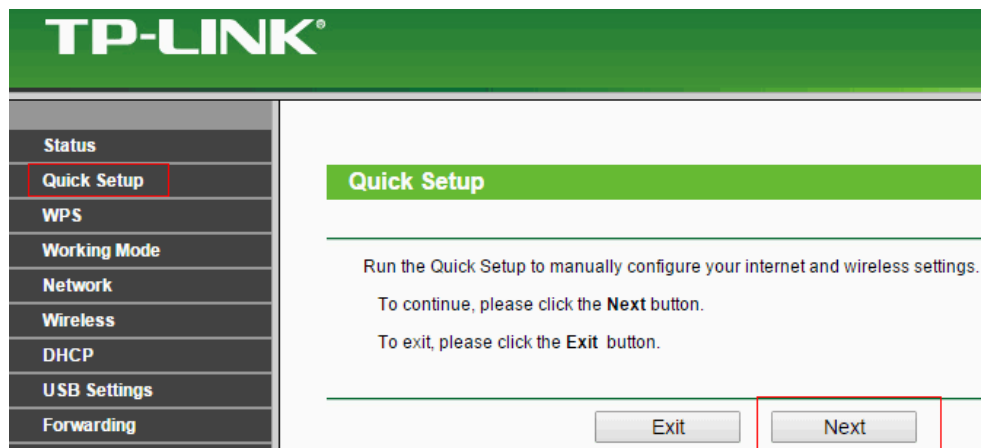 TP-LINK®
Status
Quick Setup
WPS
Working Mode
Network
Wireless
DHCP
USB Settings
Forwarding
Quick Setup
Run the Quick Setup to manually configure your internet and wireless settings.
To continue, please click the Next button.
To exit, please click the Exit button.
Exit
Next